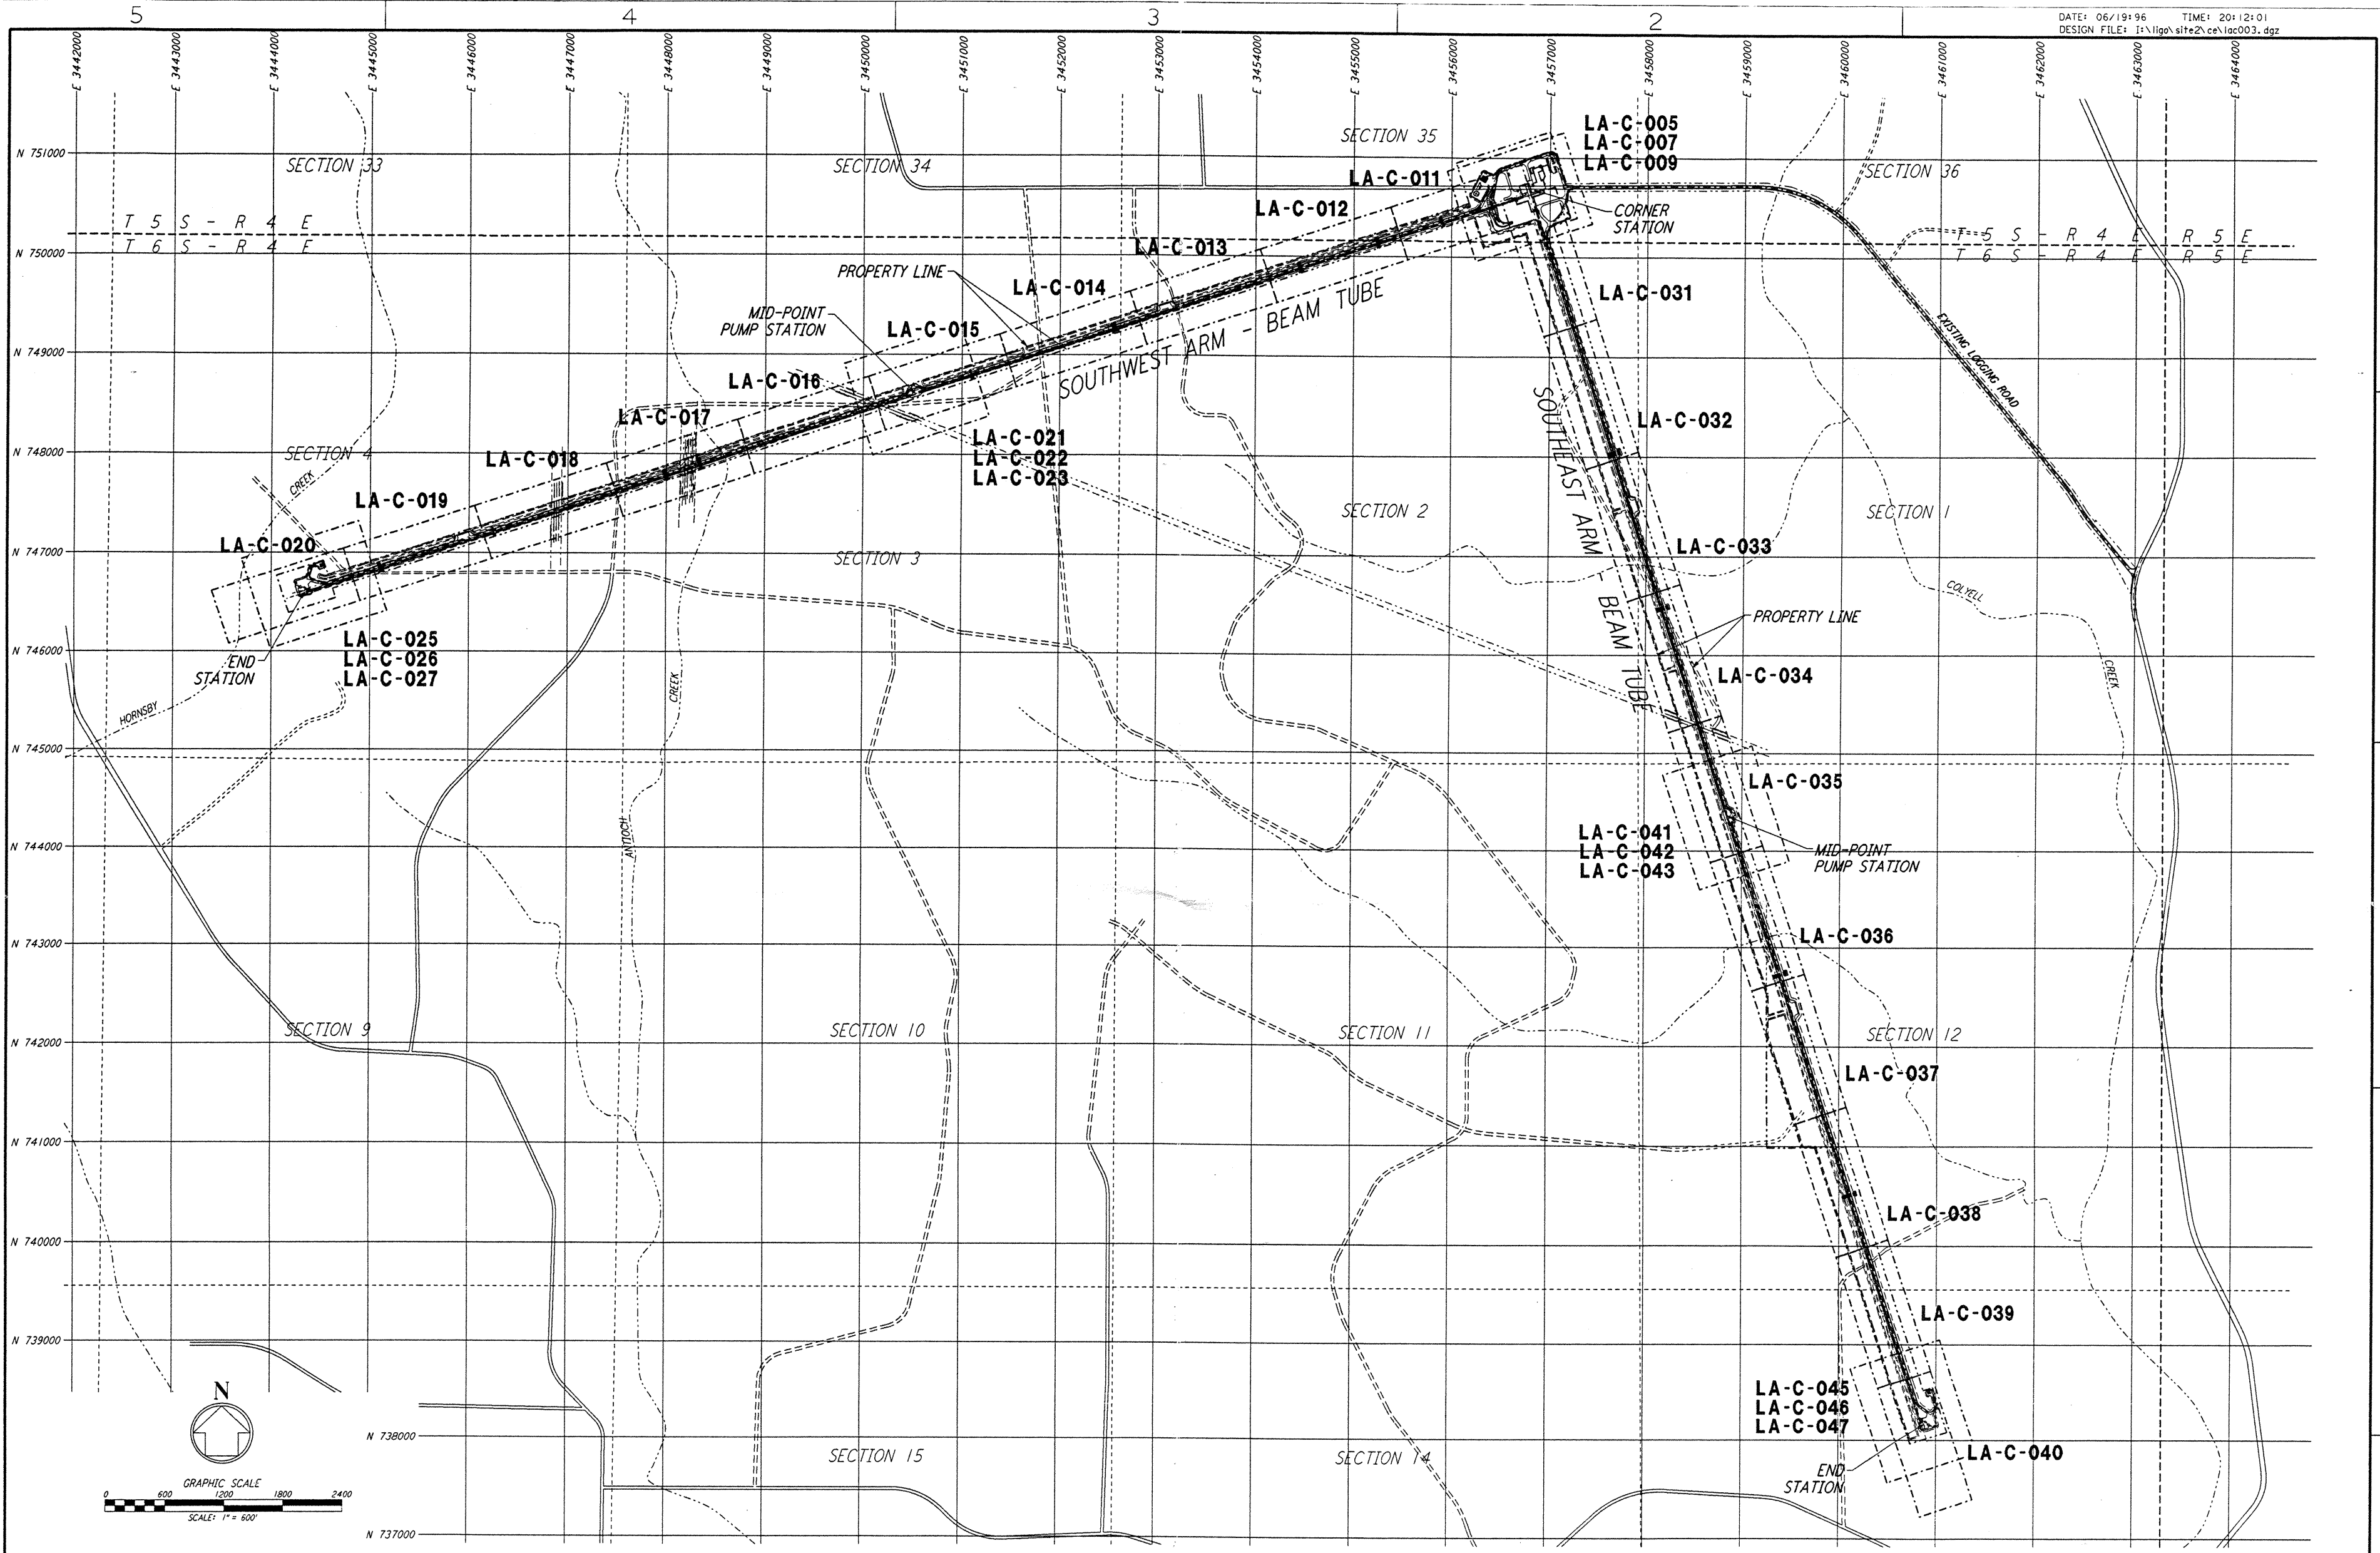 5
4
3
2
DATE: 06/19/96 TIME: 20:12:01
DESIGN FILE: I:\ligo\site2\ce\lac003.dgz
E 3442000
E 3443000
E 3444000
E 3445000
E 3446000
E 3447000
E 3448000
E 3449000
E 3450000
E 3451000
E 3452000
E 3453000
E 3454000
E 3455000
E 3456000
E 3457000
E 3458000
E 3459000
E 3460000
E 3461000
E 3462000
E 3463000
E 3464000
N 751000
N 750000
N 749000
N 748000
N 747000
N 746000
N 745000
N 744000
N 743000
N 742000
N 741000
N 740000
N 739000
N 738000
N 737000
SECTION 33
SECTION 34
SECTION 35
SECTION 36
T 5 S - R 4 E
T 6 S - R 4 E
T 5 S - R 4 E R 5 E
T 6 S - R 4 E R 5 E
LA-C-005
LA-C-007
LA-C-009
LA-C-011
LA-C-012
LA-C-013
LA-C-014
LA-C-015
LA-C-016
LA-C-017
LA-C-018
LA-C-019
LA-C-020
CORNER
STATION
PROPERTY LINE
MID-POINT
PUMP STATION
SOUTHWEST ARM - BEAM TUBE
LA-C-021
LA-C-022
LA-C-023
LA-C-025
LA-C-026
LA-C-027
END
STATION
SECTION 4
CREEK
HORNSBY
SECTION 3
SECTION 2
SECTION 1
CREEK
ANTIOCH
EXISTING LOGGING ROAD
COLYELL
CREEK
SOUTHEAST ARM - BEAM TUBE
LA-C-031
LA-C-032
LA-C-033
PROPERTY LINE
LA-C-034
LA-C-035
LA-C-041
LA-C-042
LA-C-043
MID-POINT
PUMP STATION
LA-C-036
SECTION 9
SECTION 10
SECTION 11
SECTION 12
LA-C-037
LA-C-038
LA-C-039
LA-C-045
LA-C-046
LA-C-047
LA-C-040
END
STATION
SECTION 15
SECTION 14
N
GRAPHIC SCALE
0 600 1200 1800 2400
SCALE: 1" = 600'